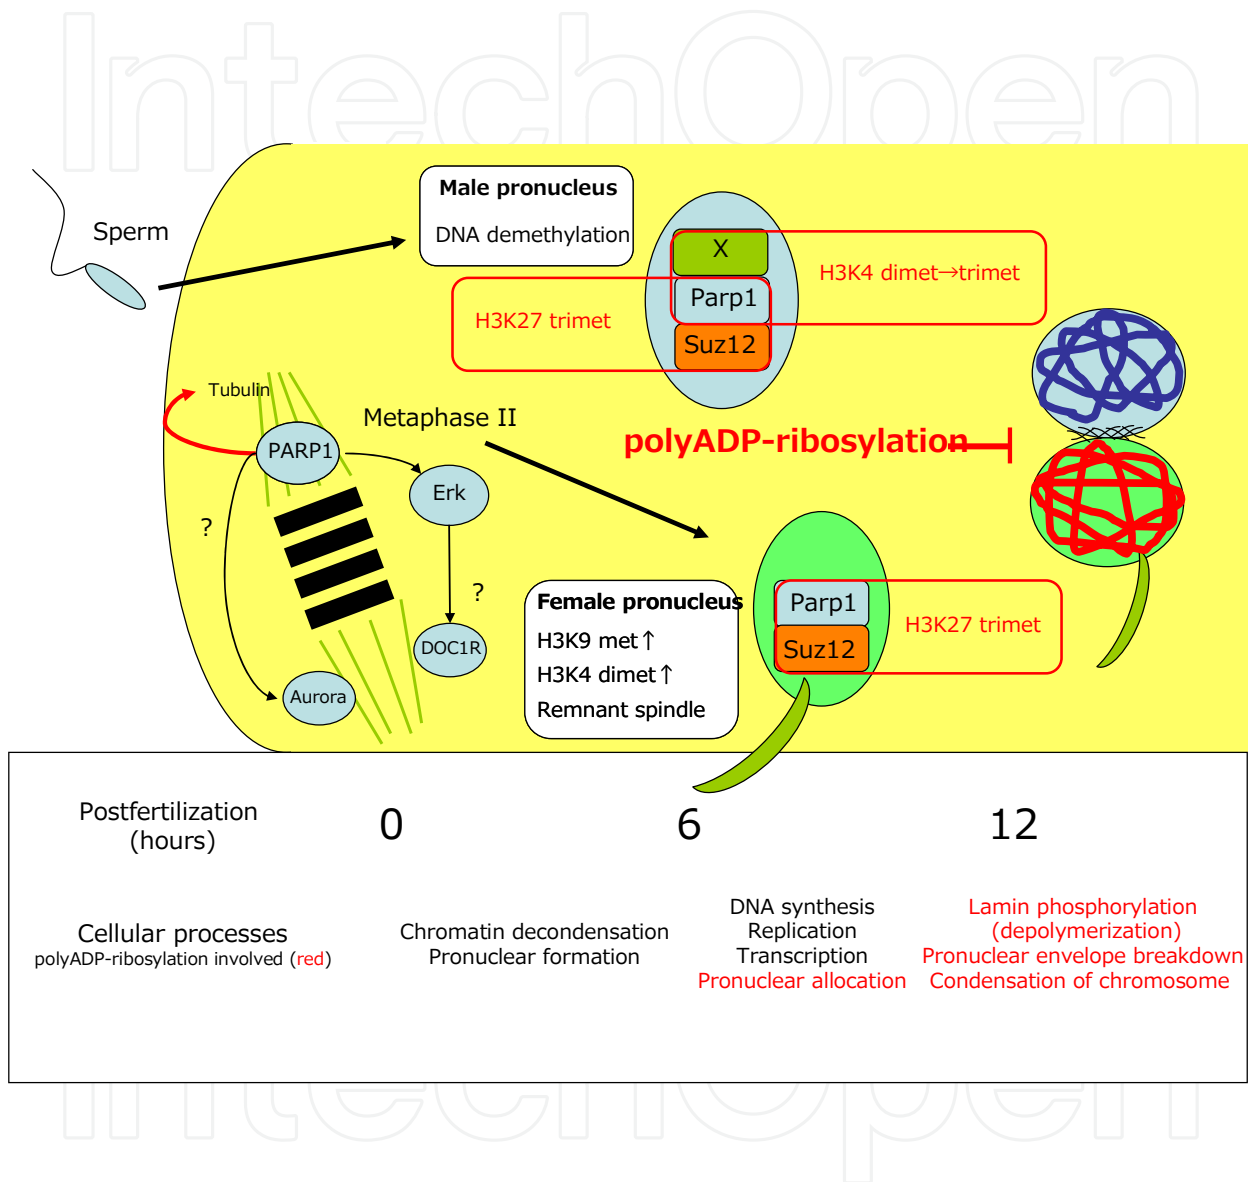 IntechOpen
Male pronucleus
DNA demethylation
Sperm
X
Parp1
Suz12
H3K4 dimet→trimet
H3K27 trimet
Tubulin
PARP1
Metaphase II
polyADP-ribosylation
Erk
?
?
DOC1R
Aurora
Female pronucleus
H3K9 met↑
H3K4 dimet↑
Remnant spindle
Parp1
Suz12
H3K27 trimet
Postfertilization
(hours)
0
6
12
Cellular processes
polyADP-ribosylation involved (red)
Chromatin decondensation
Pronuclear formation
DNA synthesis
Replication
Transcription
Pronuclear allocation
Lamin phosphorylation
(depolymerization)
Pronuclear envelope breakdown
Condensation of chromosome
IntechOpen